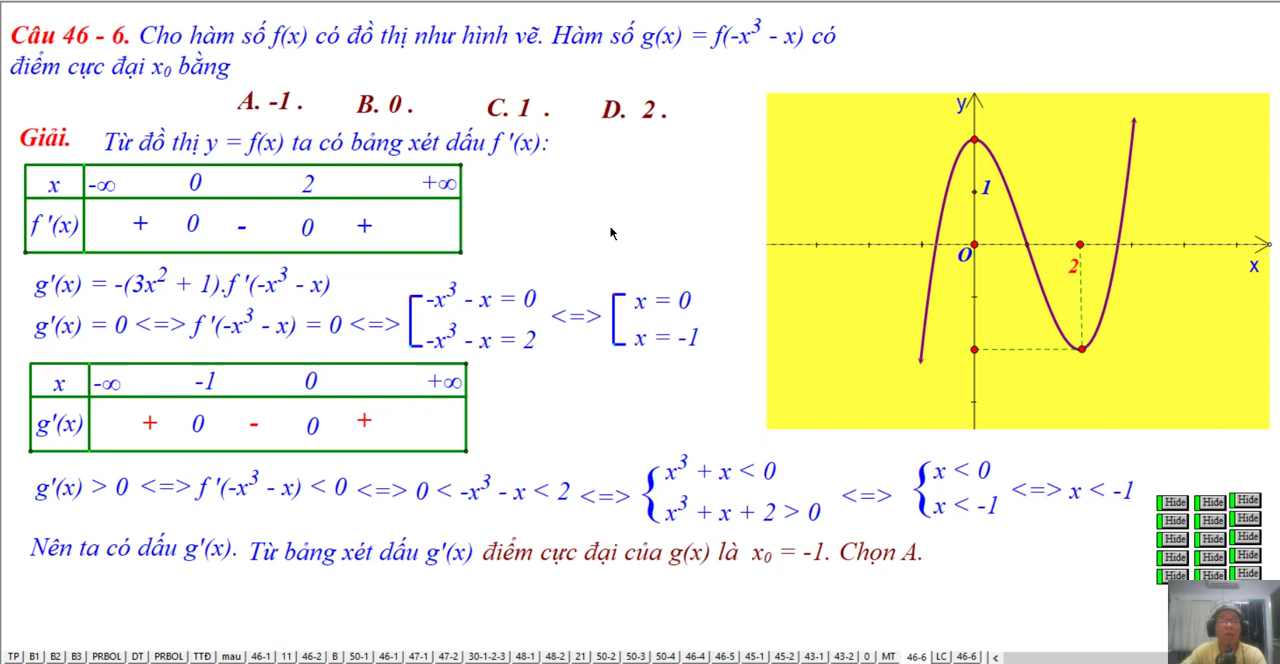 Câu 46 - 6. Cho hàm số f(x) có đồ thị như hình vẽ. Hàm số g(x) = f(-x³ - x) có
điểm cực đại x₀ bằng
A. -1 . B. 0 . C. 1 . D. 2 .
Giải. Từ đồ thị y = f(x) ta có bảng xét dấu f '(x):
x -∞ 0 2 +∞
f '(x) + 0 - 0 +
g'(x) = -(3x² + 1).f '(-x³ - x)
g'(x) = 0 <=> f '(-x³ - x) = 0 <=> [ -x³ - x = 0 <=> [ x = 0
-x³ - x = 2 x = -1
x -∞ -1 0 +∞
g'(x) + 0 - 0 +
g'(x) > 0 <=> f '(-x³ - x) < 0 <=> 0 < -x³ - x < 2 <=> { x³ + x < 0 <=> { x < 0 <=> x < -1
x³ + x + 2 > 0 x < -1
Nên ta có dấu g'(x). Từ bảng xét dấu g'(x) điểm cực đại của g(x) là x₀ = -1. Chọn A.
y
1
O
2
x
Hide Hide Hide
Hide Hide Hide
Hide Hide Hide
Hide Hide Hide
Hide Hide Hide
TP B1 B2 B3 PRBOL DT PRBOL TTĐ mau 46-1 11 46-2 B 50-1 46-1 47-1 47-2 30-1-2-3 48-1 48-2 21 50-2 50-3 50-4 46-4 46-5 45-1 45-2 43-1 43-2 0 MT 46-6 LC 46-6 <